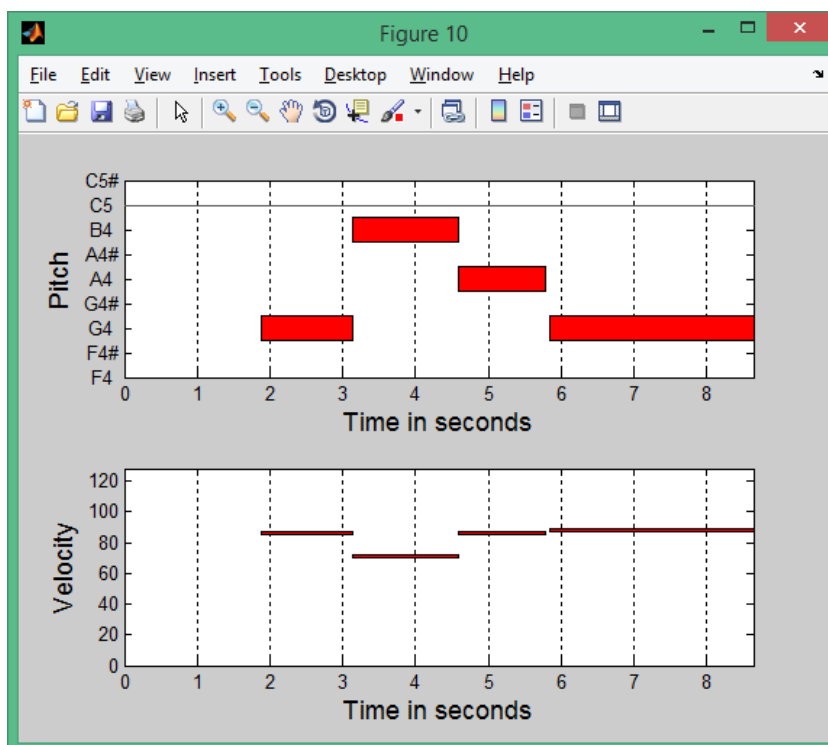 Figure 10
File Edit View Insert Tools Desktop Window Help
C5#
C5
B4
A4#
A4
G4#
G4
F4#
F4
Pitch
0 1 2 3 4 5 6 7 8
Time in seconds
120
100
80
60
40
20
0
Velocity
0 1 2 3 4 5 6 7 8
Time in seconds